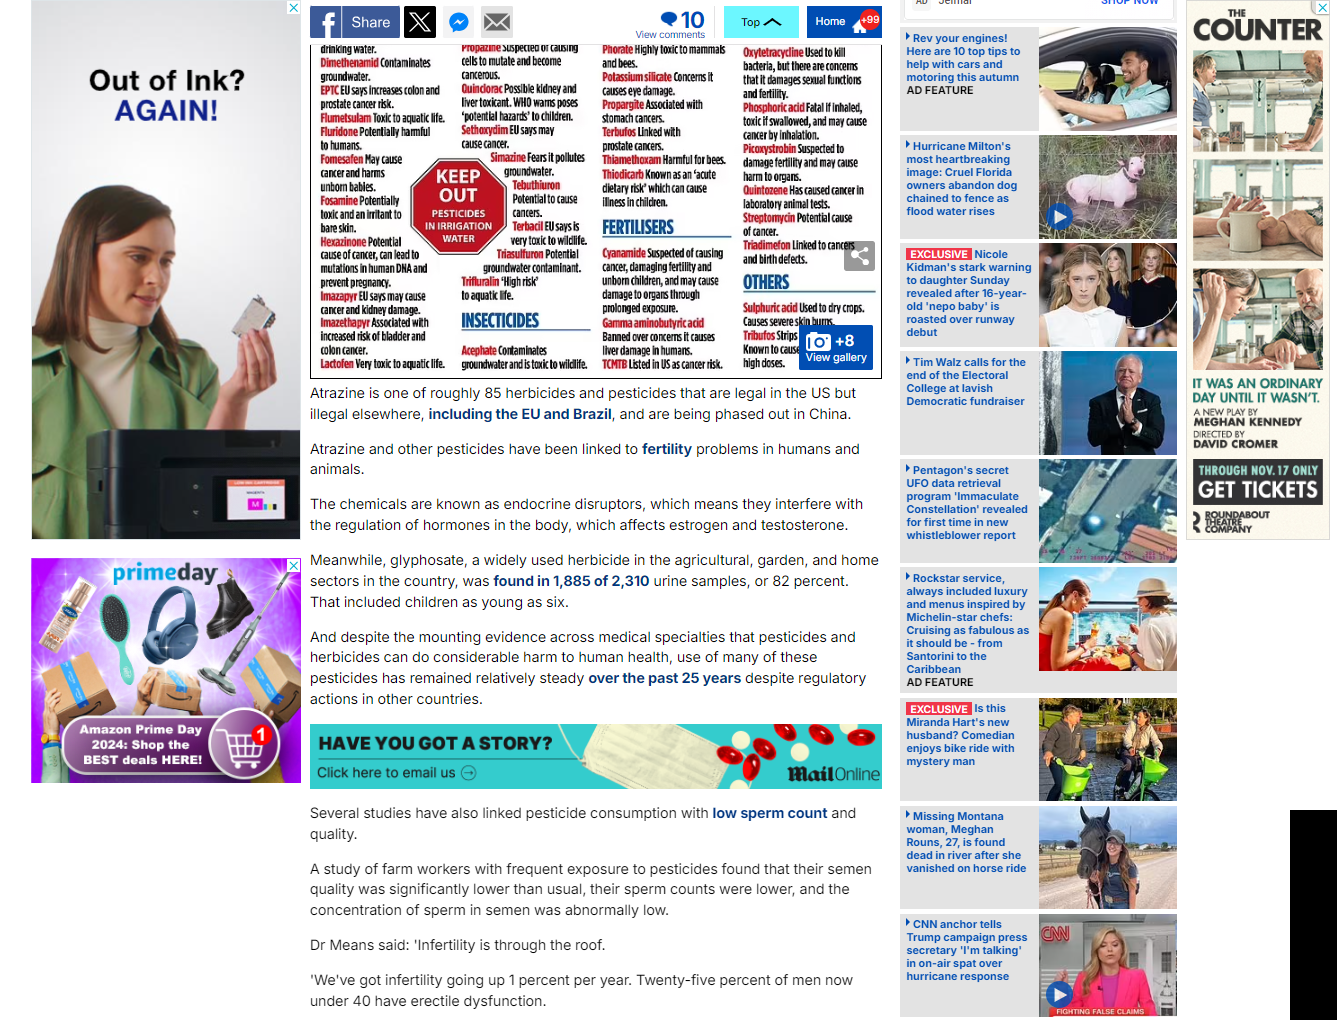 Out of Ink?
AGAIN!
LOW-INK CARTRIDGE
MAGENTA
M
primeday
Amazon Prime Day
2024: Shop the
BEST deals HERE!
1
Share
10
View comments
Top
Home
+99
drinking water.
Dimethenamid Contaminates
groundwater.
EPTC EU says increases colon and
prostate cancer risk.
Flumetsulam Toxic to aquatic life.
Fluridone Potentially harmful
to humans.
Fomesafen May cause
cancer and harms
unborn babies.
Fosamine Potentially
toxic and an irritant to
bare skin.
Hexazinone Potential
cause of cancer, can lead to
mutations in human DNA and
prevent pregnancy.
Imazapyr EU says may cause
cancer and kidney damage.
Imazethapyr Associated with
increased risk of bladder and
colon cancer.
Lactofen Very toxic to aquatic life.
Propazine Suspected of causing
cells to mutate and become
cancerous.
Quinclorac Possible kidney and
liver toxicant. WHO warns poses
'potential hazards' to children.
Sethoxydim EU says may
cause cancer.
Simazine Fears it pollutes
groundwater.
Tebuthiuron
Potential to cause
cancers.
Terbacil EU says is
very toxic to wildlife.
Triasulfuron Potential
groundwater contaminant.
Trifluralin 'High risk'
to aquatic life.
KEEP
OUT
PESTICIDES
IN IRRIGATION
WATER
INSECTICIDES
Acephate Contaminates
groundwater and is toxic to wildlife.
Phorate Highly toxic to mammals
and bees.
Potassium silicate Concerns it
causes eye damage.
Propargite Associated with
stomach cancers.
Terbufos Linked with
prostate cancers.
Thiamethoxam Harmful for bees.
Thiodicarb Known as an 'acute
dietary risk' which can cause
illness in children.
FERTILISERS
Cyanamide Suspected of causing
cancer, damaging fertility and
unborn children, and may cause
damage to organs through
prolonged exposure.
Gamma aminobutyric acid
Banned over concerns it causes
liver damage in humans.
TCMTB Listed in US as cancer risk.
Oxytetracycline Used to kill
bacteria, but there are concerns
that it damages sexual functions
and fertility.
Phosphoric acid Fatal if inhaled,
toxic if swallowed, and may cause
cancer by inhalation.
Picoxystrobin Suspected to
damage fertility and may cause
harm to organs.
Quintozene Has caused cancer in
laboratory animal tests.
Streptomycin Potential cause
of cancer.
Triadimefon Linked to cancers
and birth defects.
OTHERS
Sulphuric acid Used to dry crops.
Causes severe skin burns.
Tribufos Strips
Known to cause
high doses.
+8
View gallery
Atrazine is one of roughly 85 herbicides and pesticides that are legal in the US but
illegal elsewhere, including the EU and Brazil, and are being phased out in China.
Atrazine and other pesticides have been linked to fertility problems in humans and
animals.
The chemicals are known as endocrine disruptors, which means they interfere with
the regulation of hormones in the body, which affects estrogen and testosterone.
Meanwhile, glyphosate, a widely used herbicide in the agricultural, garden, and home
sectors in the country, was found in 1,885 of 2,310 urine samples, or 82 percent.
That included children as young as six.
And despite the mounting evidence across medical specialties that pesticides and
herbicides can do considerable harm to human health, use of many of these
pesticides has remained relatively steady over the past 25 years despite regulatory
actions in other countries.
HAVE YOU GOT A STORY?
Click here to email us
MailOnline
Several studies have also linked pesticide consumption with low sperm count and
quality.
A study of farm workers with frequent exposure to pesticides found that their semen
quality was significantly lower than usual, their sperm counts were lower, and the
concentration of sperm in semen was abnormally low.
Dr Means said: 'Infertility is through the roof.
'We've got infertility going up 1 percent per year. Twenty-five percent of men now
under 40 have erectile dysfunction.
AD Jenmar SHOP NOW
Rev your engines!
Here are 10 top tips to
help with cars and
motoring this autumn
AD FEATURE
Hurricane Milton's
most heartbreaking
image: Cruel Florida
owners abandon dog
chained to fence as
flood water rises
EXCLUSIVE Nicole
Kidman's stark warning
to daughter Sunday
revealed after 16-year-
old 'nepo baby' is
roasted over runway
debut
Tim Walz calls for the
end of the Electoral
College at lavish
Democratic fundraiser
Pentagon's secret
UFO data retrieval
program 'Immaculate
Constellation' revealed
for first time in new
whistleblower report
Rockstar service,
always included luxury
and menus inspired by
Michelin-star chefs:
Cruising as fabulous as
it should be - from
Santorini to the
Caribbean
AD FEATURE
EXCLUSIVE Is this
Miranda Hart's new
husband? Comedian
enjoys bike ride with
mystery man
Missing Montana
woman, Meghan
Rouns, 27, is found
dead in river after she
vanished on horse ride
CNN anchor tells
Trump campaign press
secretary 'I'm talking'
in on-air spat over
hurricane response
CNN
FIGHTING FALSE CLAIMS
THE
COUNTER
IT WAS AN ORDINARY
DAY UNTIL IT WASN'T.
A NEW PLAY BY
MEGHAN KENNEDY
DIRECTED BY
DAVID CROMER
THROUGH NOV. 17 ONLY
GET TICKETS
ROUNDABOUT
THEATRE
COMPANY